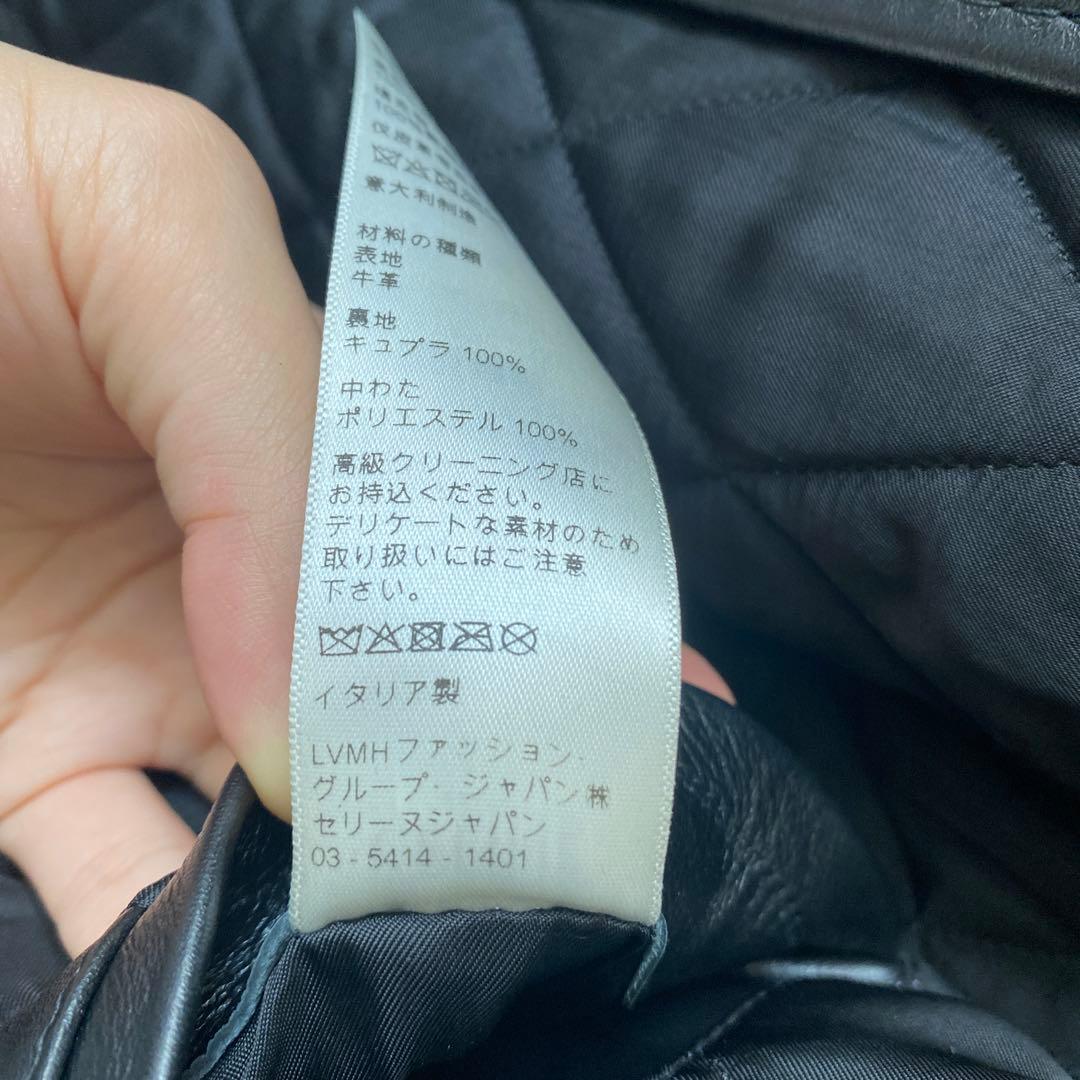 意大利制造
材料の種類
表地
牛革
裏地
キュプラ 100%
中わた
ポリエステル 100%
高級クリーニング店に
お持込ください。
デリケートな素材のため
取り扱いにはご注意
下さい。
イタリア製
LVMHファッション·
グループ·ジャパン㈱
セリーヌジャパン
03 - 5414 - 1401